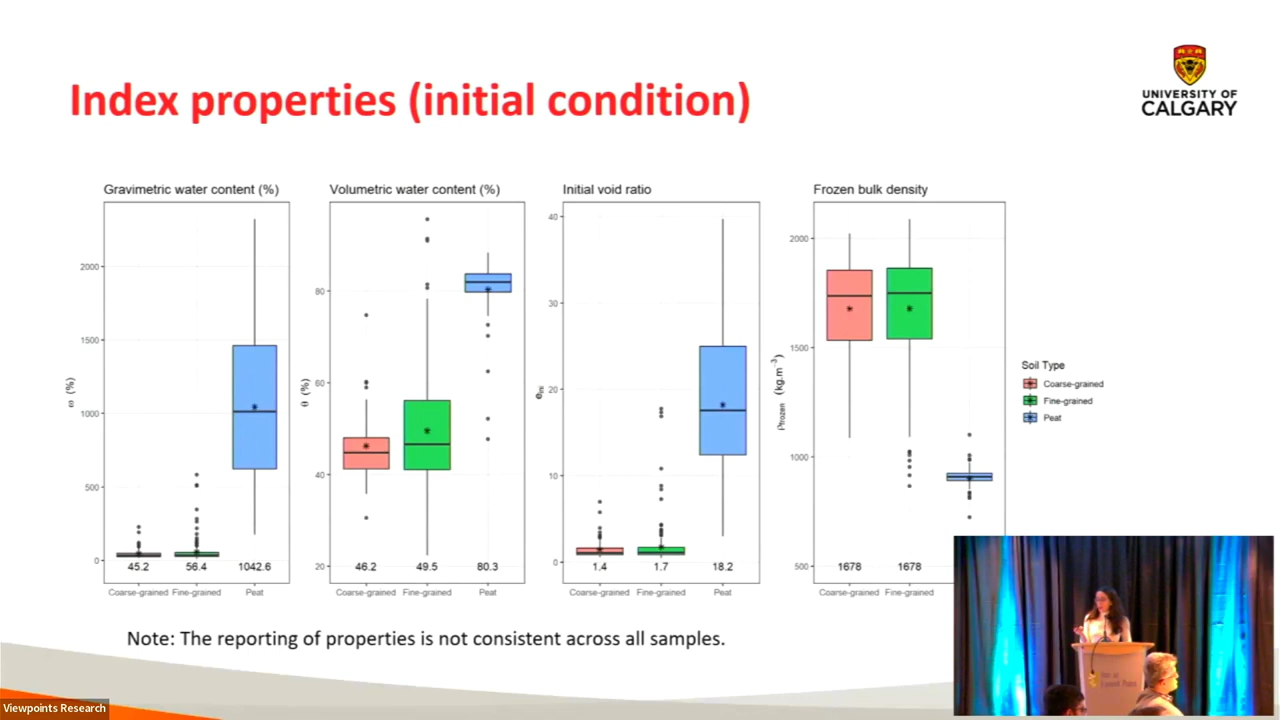 Index properties (initial condition)
UNIVERSITY OF
CALGARY
Gravimetric water content (%)
Volumetric water content (%)
Initial void ratio
Frozen bulk density
ω (%)
2000
1500
1000
500
0
45.2
56.4
1042.6
Coarse-grained
Fine-grained
Peat
θ (%)
80
60
40
20
46.2
49.5
80.3
Coarse-grained
Fine-grained
Peat
e_ini
40
30
20
10
0
1.4
1.7
18.2
Coarse-grained
Fine-grained
Peat
ρfrozen (kg.m⁻³)
2000
1500
1000
500
1678
1678
Coarse-grained
Fine-grained
Soil Type
Coarse-grained
Fine-grained
Peat
Note: The reporting of properties is not consistent across all samples.
Viewpoints Research